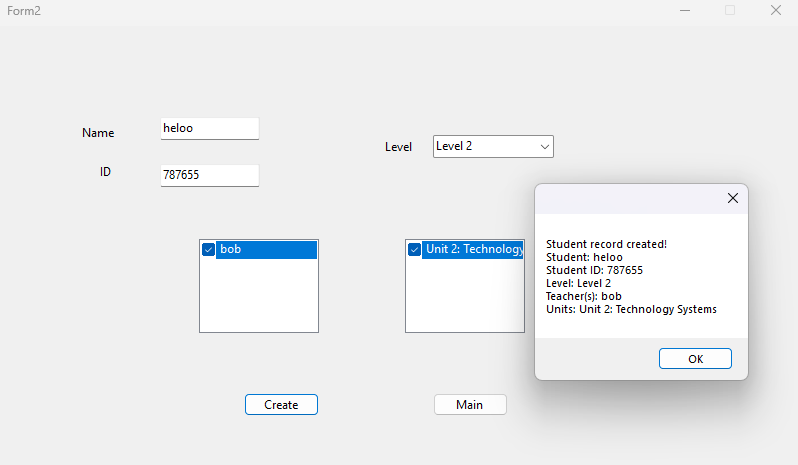 Form2
Name
heloo
Level
Level 2
ID
787655
bob
Unit 2: Technology
Student record created!
Student: heloo
Student ID: 787655
Level: Level 2
Teacher(s): bob
Units: Unit 2: Technology Systems
OK
Create
Main